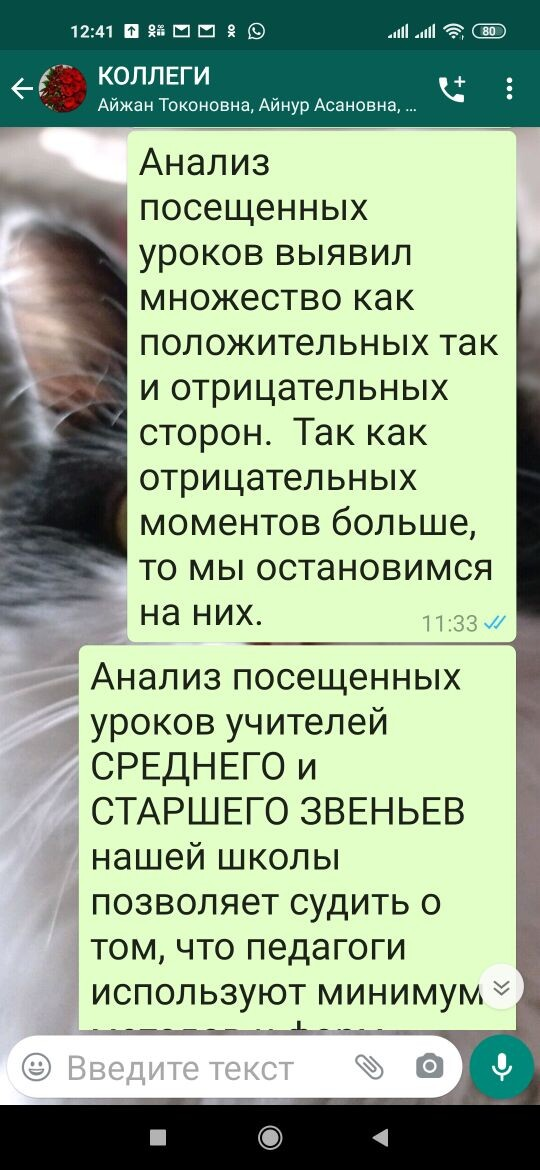 12:41
80
КОЛЛЕГИ
Айжан Токоновна, Айнур Асановна, ...
Анализ
посещенных
уроков выявил
множество как
положительных так
и отрицательных
сторон.  Так как
отрицательных
моментов больше,
то мы остановимся
на них.
11:33
Анализ посещенных
уроков учителей
СРЕДНЕГО и
СТАРШЕГО ЗВЕНЬЕВ
нашей школы
позволяет судить о
том, что педагоги
используют минимум
Введите текст